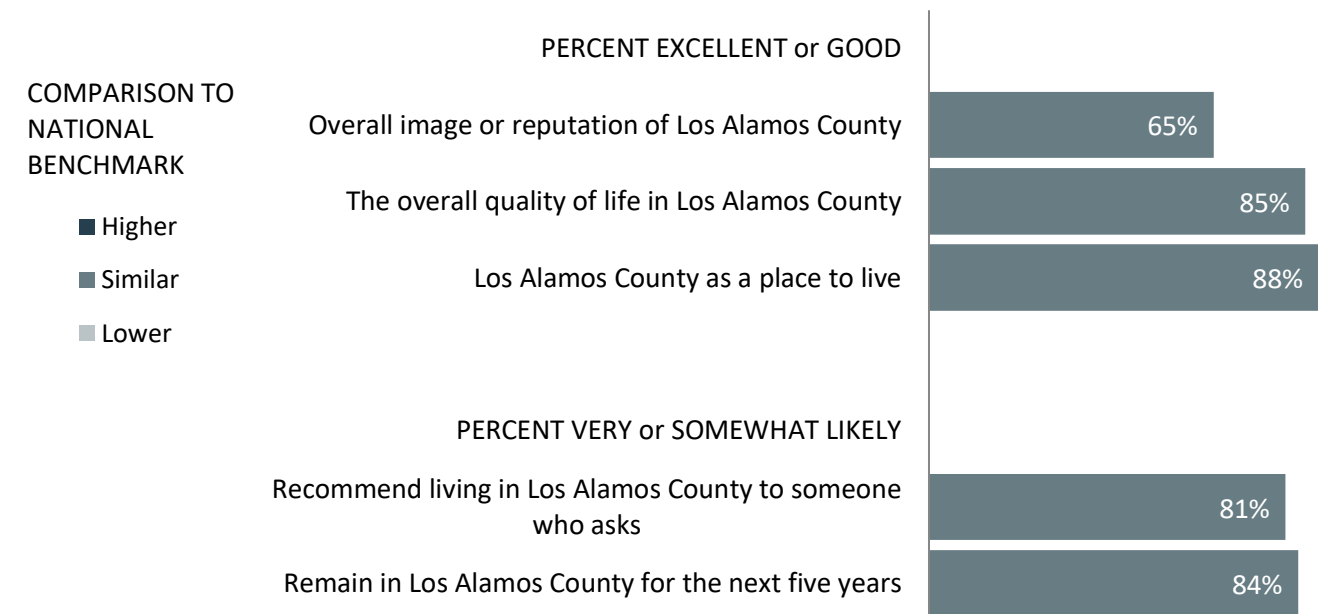 PERCENT EXCELLENT or GOOD
COMPARISON TO
NATIONAL
BENCHMARK
Higher
Similar
Lower
Overall image or reputation of Los Alamos County
65%
The overall quality of life in Los Alamos County
85%
Los Alamos County as a place to live
88%
PERCENT VERY or SOMEWHAT LIKELY
Recommend living in Los Alamos County to someone
who asks
81%
Remain in Los Alamos County for the next five years
84%